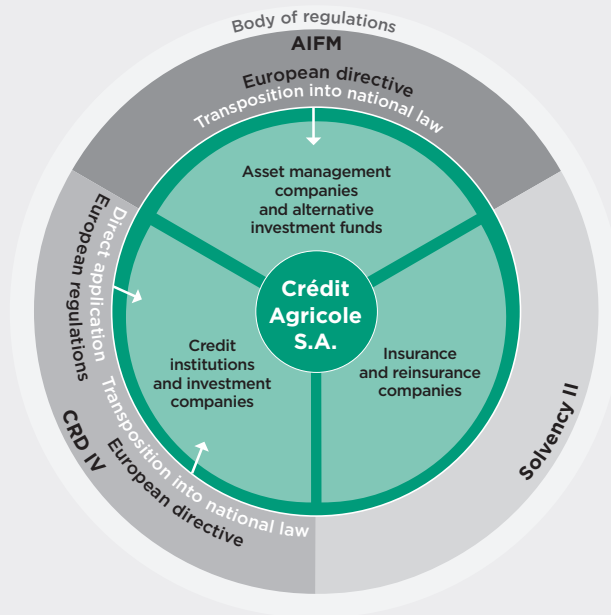 Body of regulations
AIFM
European directive
Transposition into national law
Asset management
companies
and alternative
investment funds
Crédit
Agricole
S.A.
Credit
institutions
and investment
companies
Insurance
and reinsurance
companies
Direct application
European regulations
CRD IV
Transposition into national law
European directive
Solvency II